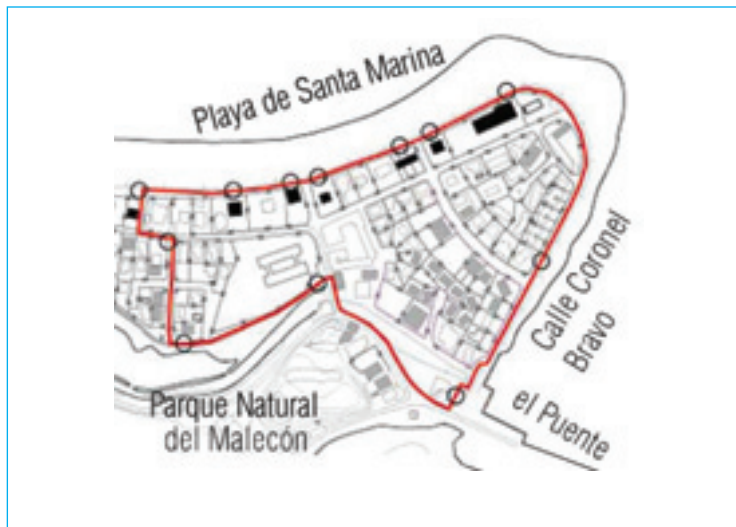 Playa de Santa Marina
Calle Coronel
Bravo
el Puente
Parque Natural
del Malecón